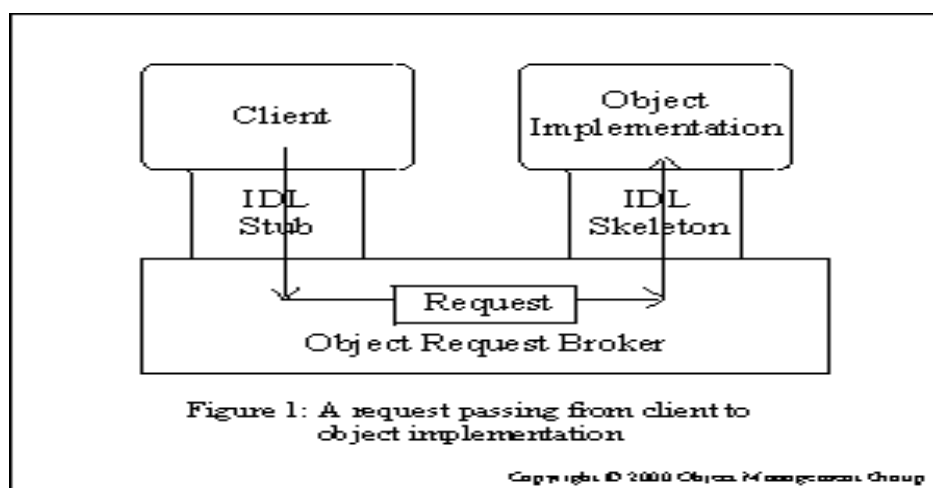 Client
Object
Implementation
IDL
Stub
IDL
Skeleton
Request
Object Request Broker
Figure 1: A request passing from client to
object implementation
Copyright © 2000 Object Management Group